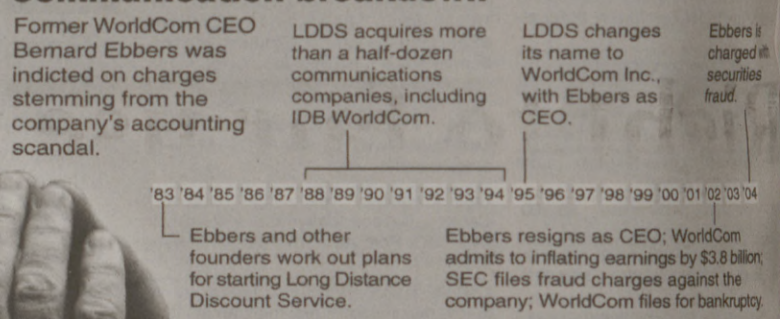 Former WorldCom CEO
Bernard Ebbers was
indicted on charges
stemming from the
company's accounting
scandal.
LDDS acquires more
than a half-dozen
communications
companies, including
IDB WorldCom.
LDDS changes
its name to
WorldCom Inc.,
with Ebbers as
CEO.
Ebbers is
charged with
securities
fraud.
'83 '84 '85 '86 '87 '88 '89 '90 '91 '92 '93 '94 '95 '96 '97 '98 '99 '00 '01 '02 '03 '04
Ebbers and other
founders work out plans
for starting Long Distance
Discount Service.
Ebbers resigns as CEO; WorldCom
admits to inflating earnings by $3.8 billion;
SEC files fraud charges against the
company; WorldCom files for bankruptcy.